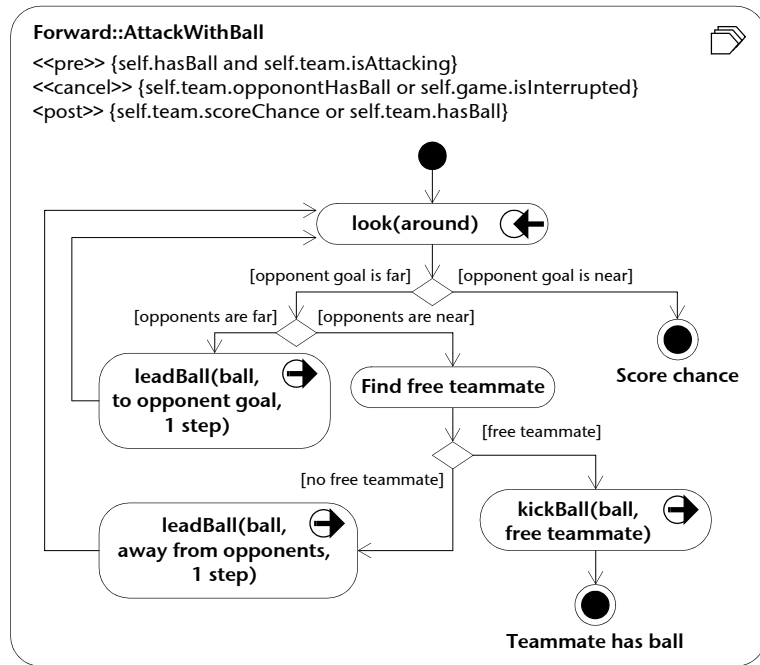 Forward::AttackWithBall
<<pre>> {self.hasBall and self.team.isAttacking}
<<cancel>> {self.team.opponontHasBall or self.game.isInterrupted}
<post>> {self.team.scoreChance or self.team.hasBall}
look(around)
[opponent goal is far]
[opponent goal is near]
[opponents are far]
[opponents are near]
leadBall(ball,
to opponent goal,
1 step)
Find free teammate
Score chance
[free teammate]
[no free teammate]
leadBall(ball,
away from opponents,
1 step)
kickBall(ball,
free teammate)
Teammate has ball